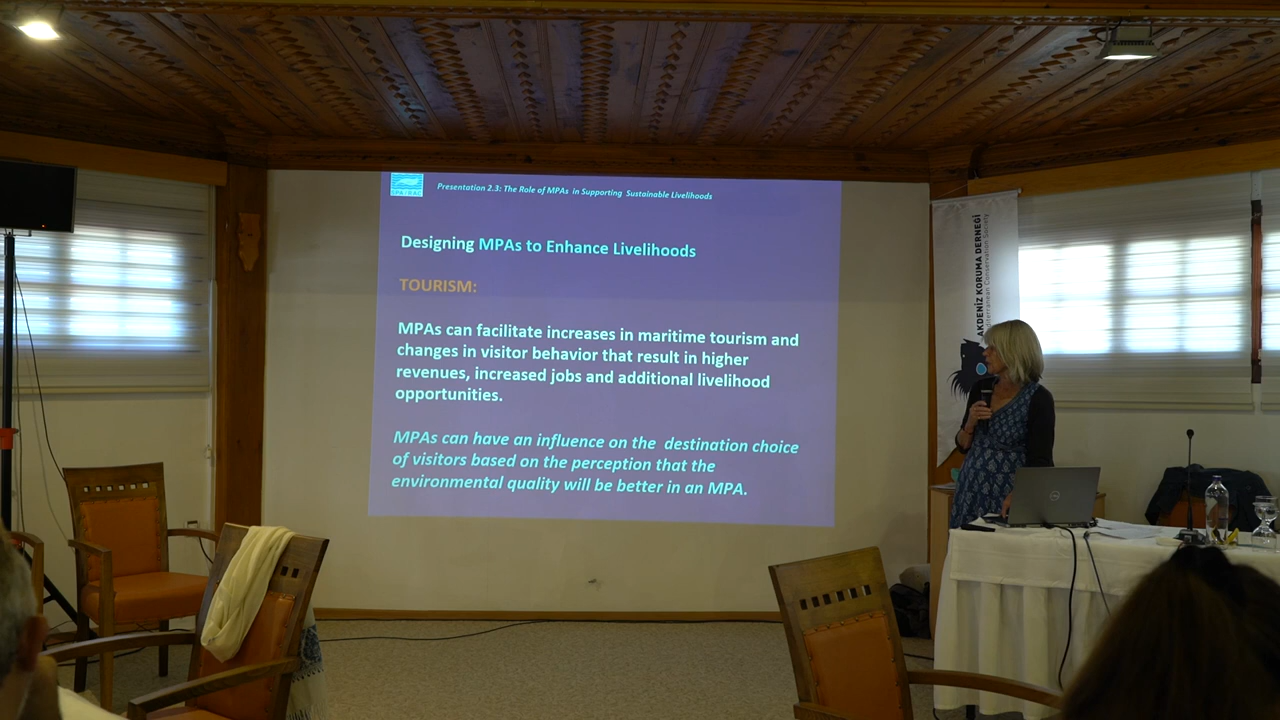 SPA / RAC
Presentation 2.3: The Role of MPAs in Supporting Sustainable Livelihoods
Designing MPAs to Enhance Livelihoods
TOURISM:
MPAs can facilitate increases in maritime tourism and
changes in visitor behavior that result in higher
revenues, increased jobs and additional livelihood
opportunities.
MPAs can have an influence on the destination choice
of visitors based on the perception that the
environmental quality will be better in an MPA.
AKDENİZ KORUMA DERNEĞİ
Conservation Society
DELL